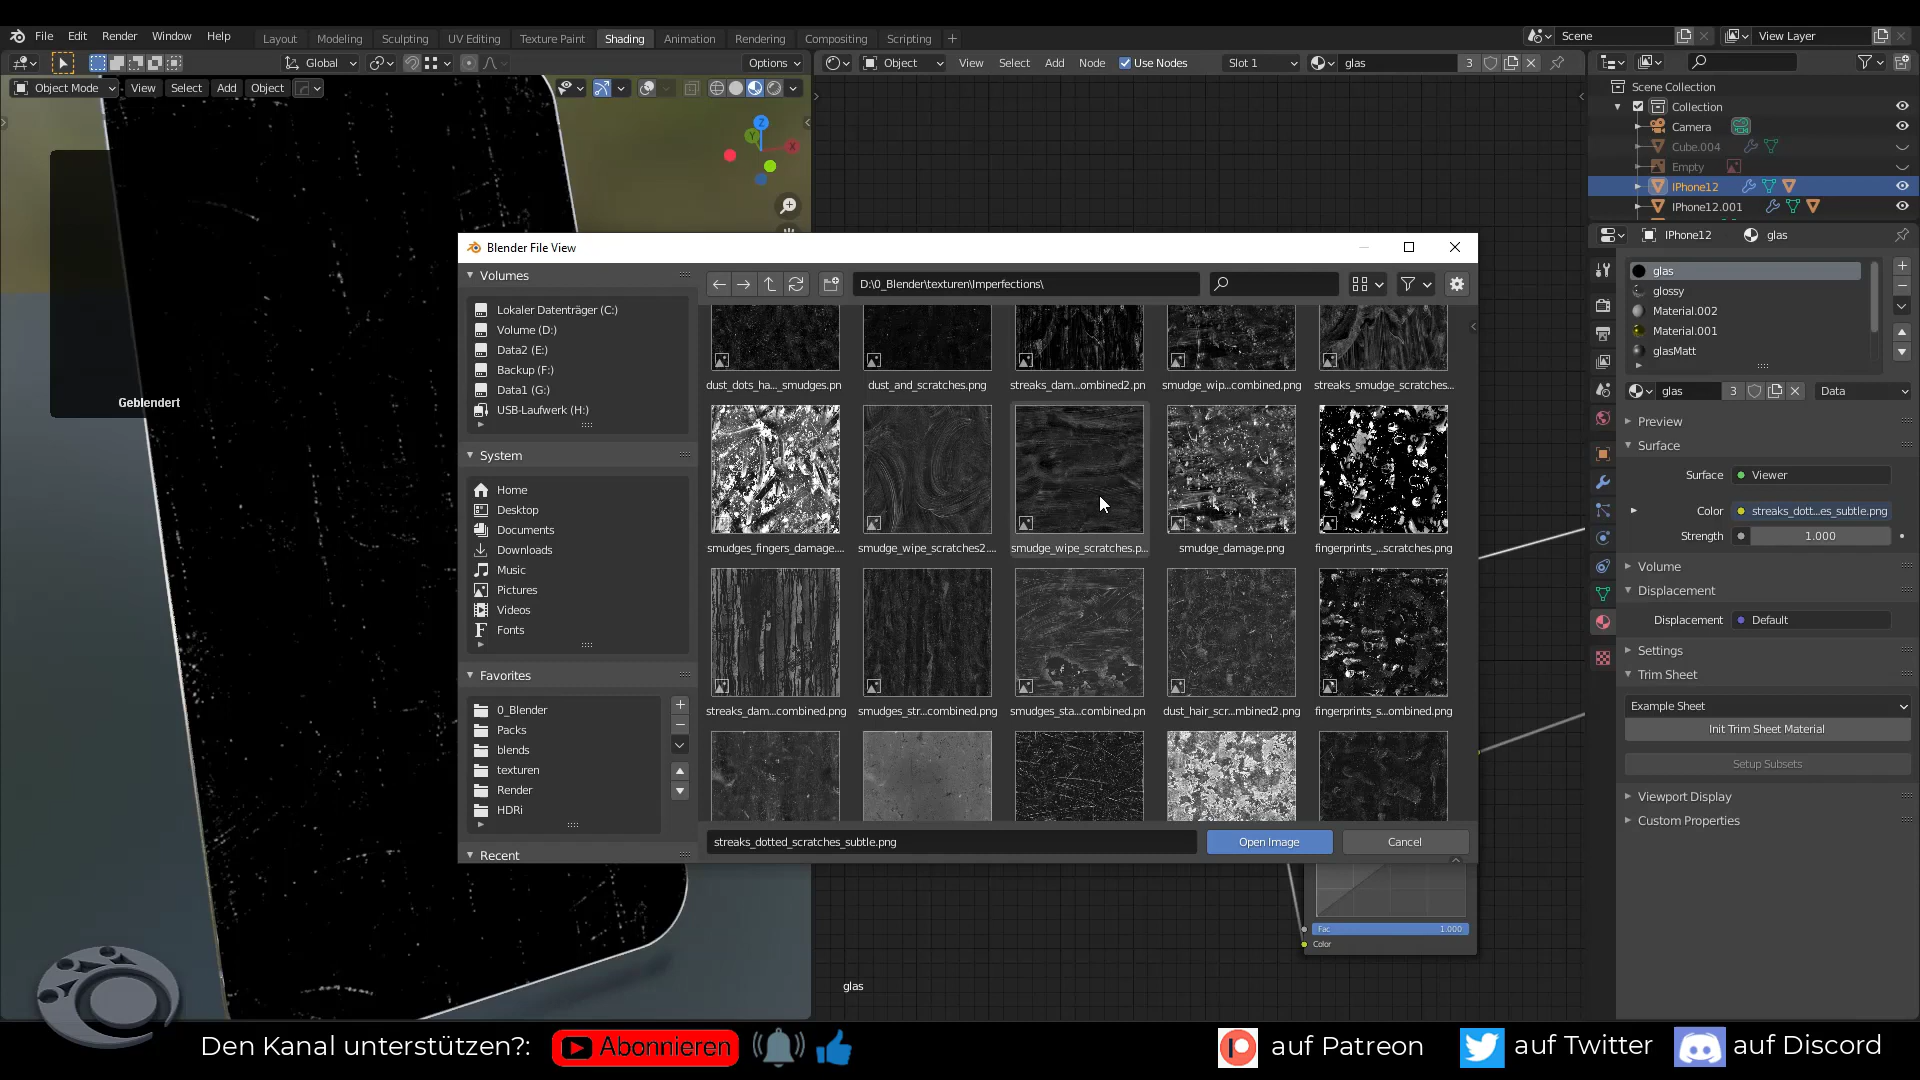 File Edit Render Window Help
Layout Modeling Sculpting UV Editing Texture Paint Shading Animation Rendering Compositing Scripting +
Scene
View Layer
Global
Options
Object View Select Add Node Use Nodes Slot 1 glas 3
Object Mode View Select Add Object
Z
Y
X
Geblendert
Scene Collection
Collection
Camera
Cube.004
Empty
IPhone12
IPhone12.001
IPhone12 glas
glas
glossy
Material.002
Material.001
glasMatt
glas 3 Data
Preview
Surface
Surface Viewer
Color streaks_dott...es_subtle.png
Strength 1.000
Volume
Displacement
Displacement Default
Settings
Trim Sheet
Example Sheet
Init Trim Sheet Material
Setup Subsets
Viewport Display
Custom Properties
Blender File View
Volumes
Lokaler Datenträger (C:)
Volume (D:)
Data2 (E:)
Backup (F:)
Data1 (G:)
USB-Laufwerk (H:)
System
Home
Desktop
Documents
Downloads
Music
Pictures
Videos
Fonts
Favorites
0_Blender
Packs
blends
texturen
Render
HDRi
Recent
D:\0_Blender\texturen\Imperfections\
dust_dots_ha..._smudges.pn dust_and_scratches.png streaks_dam...ombined2.pn smudge_wip...combined.png streaks_smudge_scratches...
smudges_fingers_damage.... smudge_wipe_scratches2.... smudge_wipe_scratches.p... smudge_damage.png fingerprints_...scratches.png
streaks_dam...combined.png smudges_str...combined.png smudges_sta...combined.pn dust_hair_scr...mbined2.png fingerprints_s...ombined.png
streaks_dotted_scratches_subtle.png
Open Image
Cancel
Fac 1.000
Color
glas
Den Kanal unterstützen?: Abonnieren auf Patreon auf Twitter auf Discord